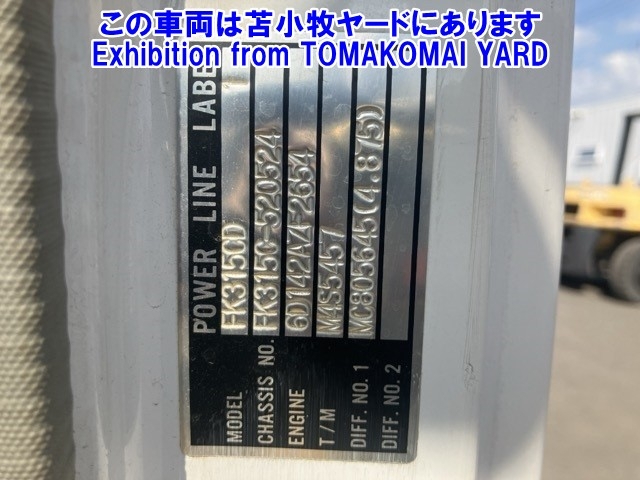 この車両は苫小牧ヤードにあります
Exhibition from TOMAKOMAI YARD
POWER LINE LABE
MODEL FK315CD
CHASSIS NO. FK315C-520524
ENGINE 6D142AZ-2654
T/M M4S5457
DIFF. NO. 1 MC805645(4.875)
DIFF. NO. 2